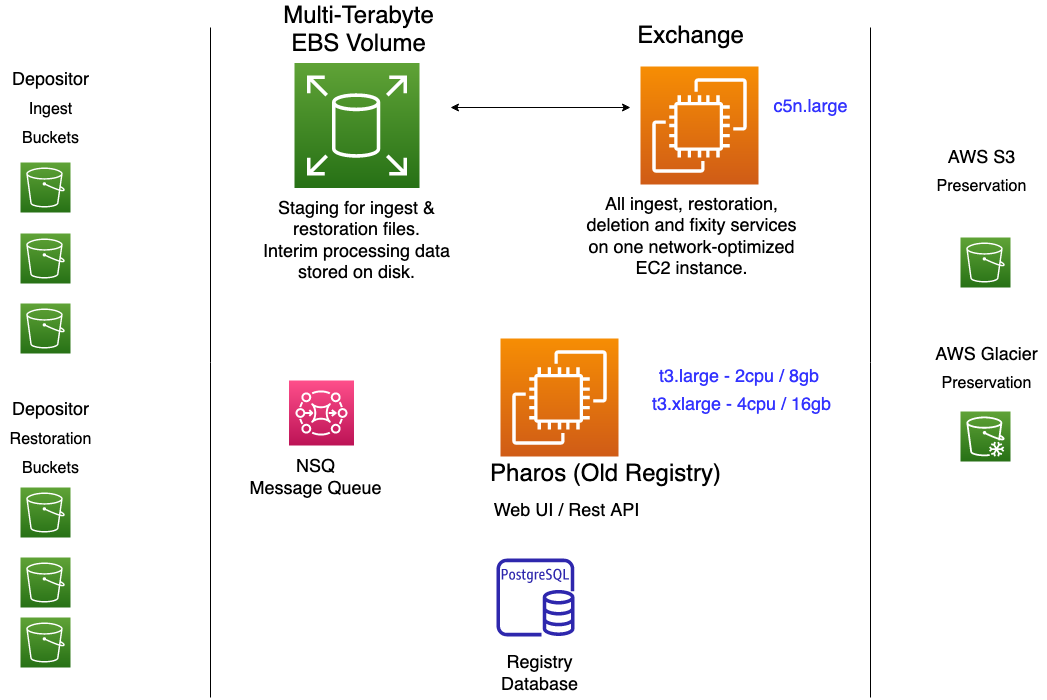 Depositor
Ingest
Buckets
Depositor
Restoration
Buckets
Multi-Terabyte
EBS Volume
Staging for ingest &
restoration files.
Interim processing data
stored on disk.
Exchange
c5n.large
All ingest, restoration,
deletion and fixity services
on one network-optimized
EC2 instance.
NSQ
Message Queue
t3.large - 2cpu / 8gb
t3.xlarge - 4cpu / 16gb
Pharos (Old Registry)
Web UI / Rest API
PostgreSQL
Registry
Database
AWS S3
Preservation
AWS Glacier
Preservation